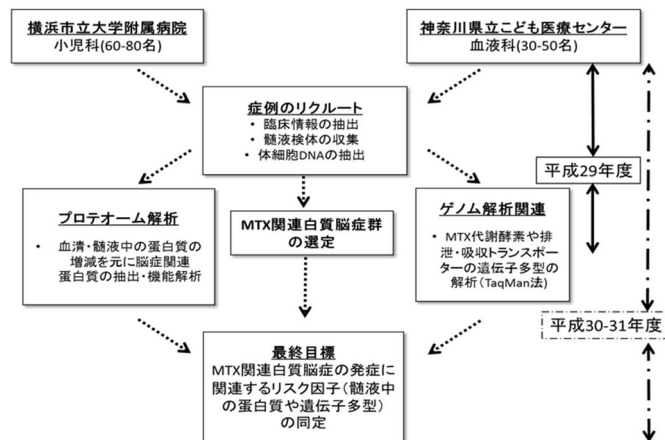 横浜市立大学附属病院
小児科(60-80名)
神奈川県立こども医療センター
血液科(30-50名)
症例のリクルート
・ 臨床情報の抽出
・ 髄液検体の収集
・ 体細胞DNAの抽出
平成29年度
プロテオーム解析
・ 血清・髄液中の蛋白質の
増減を元に脳症関連
蛋白質の抽出・機能解析
MTX関連白質脳症群
の選定
ゲノム解析関連
・ MTX代謝酵素や排
泄・吸収トランスポー
ターの遺伝子多型の
解析(TaqMan法)
平成30-31年度
最終目標
MTX関連白質脳症の発症に
関連するリスク因子(髄液中
の蛋白質や遺伝子多型)
の同定